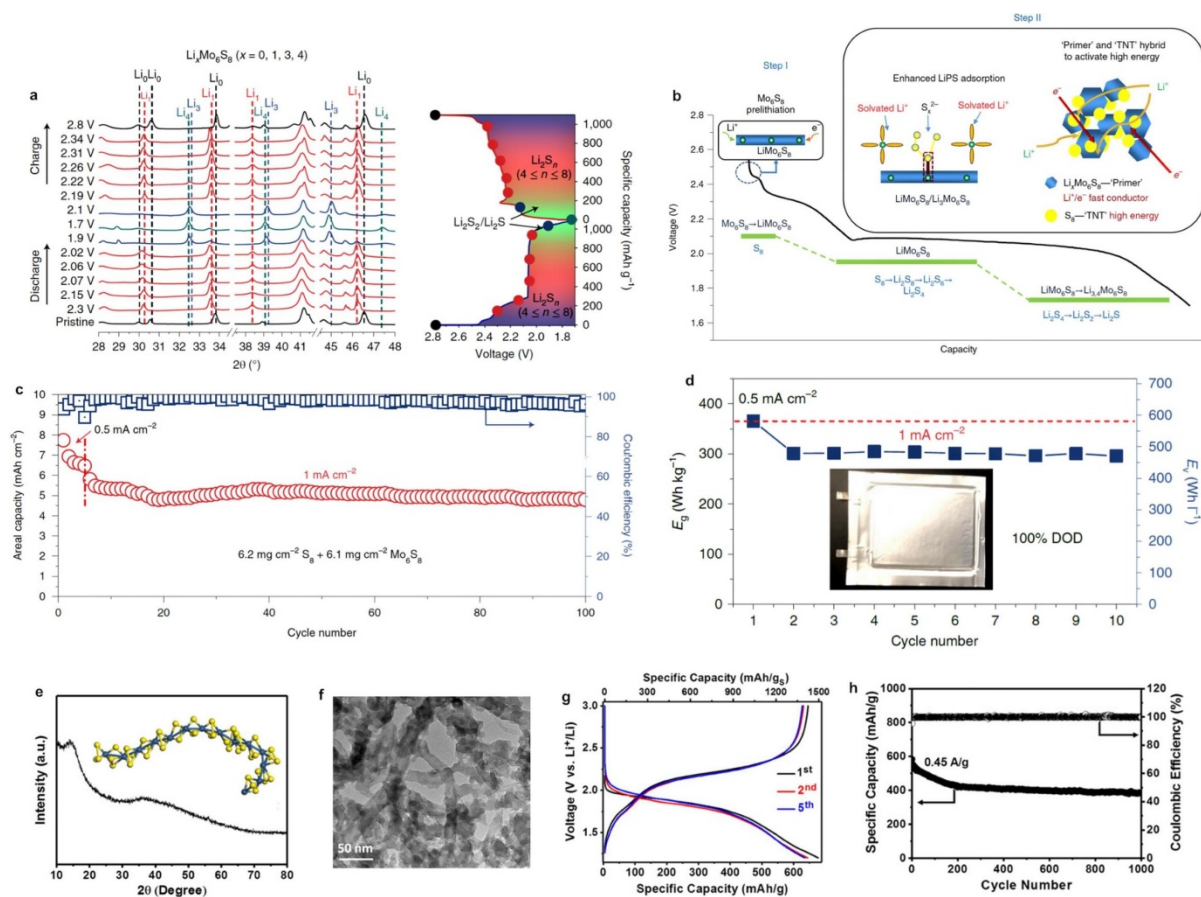 a
LiₓMo₆S₈ (x = 0, 1, 3, 4)
Li₀ Li₀
Li₁
Li₄
Li₃
Li₁
Li₁
Li₄
Li₃
Li₃
Li₁
Li₀
Li₄
Charge
Discharge
2.8 V
2.34 V
2.31 V
2.26 V
2.22 V
2.19 V
2.1 V
1.7 V
1.9 V
2.02 V
2.06 V
2.07 V
2.15 V
2.3 V
Pristine
28 30 32 34 38 41 45 46 47 48
2θ (°)
Li₂Sₙ
(4 ≤ n ≤ 8)
Li₂S₂/Li₂S
Li₂Sₙ
(4 ≤ n ≤ 8)
1,000
800
600
400
200
0
1,000
800
600
400
200
0
Specific capacity (mAh g⁻¹)
2.8 2.6 2.4 2.2 2.0 1.8
Voltage (V)
b
Step I
Step II
Mo₆S₈
prelithiation
Li⁺
e⁻
LiMo₆S₈
Enhanced LiPS adsorption
Solvated Li⁺
S₄²⁻
Solvated Li⁺
LiMo₆S₈/Li₃Mo₆S₈
'Primer' and 'TNT' hybrid
to activate high energy
e⁻
Li⁺
Li⁺
e⁻
LiₓMo₆S₈—'Primer'
Li⁺/e⁻ fast conductor
S₈—'TNT' high energy
Mo₆S₈→LiMo₆S₈
S₈
LiMo₆S₈
S₈→Li₂S₈→Li₂S₆→
Li₂S₄
LiMo₆S₈→Li₃,₄Mo₆S₈
Li₂S₄→Li₂S₂→Li₂S
2.8
2.6
2.4
2.2
2.0
1.8
1.6
Voltage (V)
Capacity
c
10
9
8
7
6
5
4
3
2
1
0
Areal capacity (mAh cm⁻²)
0.5 mA cm⁻²
1 mA cm⁻²
6.2 mg cm⁻² S₈ + 6.1 mg cm⁻² Mo₆S₈
100
80
60
40
20
0
Coulombic efficiency (%)
0 20 40 60 80 100
Cycle number
d
0.5 mA cm⁻²
1 mA cm⁻²
100% DOD
400
350
300
250
200
150
100
50
0
E_g (Wh kg⁻¹)
700
600
500
400
300
200
100
0
E_v (Wh l⁻¹)
1 2 3 4 5 6 7 8 9 10
Cycle number
e
Intensity (a.u.)
10 20 30 40 50 60 70 80
2θ (Degree)
f
50 nm
g
Specific Capacity (mAh/gₛ)
0 300 600 900 1200 1500
3.0
2.5
2.0
1.5
Voltage (V vs. Li⁺/Li)
1ˢᵗ
2ⁿᵈ
5ᵗʰ
0 100 200 300 400 500 600
Specific Capacity (mAh/g)
h
1000
800
600
400
200
0
Specific Capacity (mAh/g)
0.45 A/g
120
100
80
60
40
20
0
Coulombic Efficiency (%)
0 200 400 600 800 1000
Cycle Number